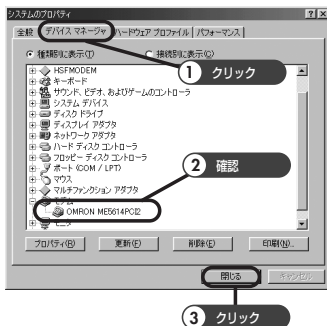 システムのプロパティ
全般 デバイス マネージャ ハードウェア プロファイル パフォーマンス
種類別に表示(T) 接続別に表示(C)
HSFMODEM
キーボード
サウンド、ビデオ、およびゲームのコントローラ
システム デバイス
ディスク ドライブ
ディスプレイ アダプタ
ネットワーク アダプタ
ハード ディスク コントローラ
フロッピー ディスク コントローラ
ポート (COM / LPT)
マウス
マルチファンクション アダプタ
モデム
OMRON ME5614PCI2
モニタ
1 クリック
2 確認
プロパティ(R) 更新(F) 削除(E) 印刷(N)...
閉じる キャンセル
3 クリック